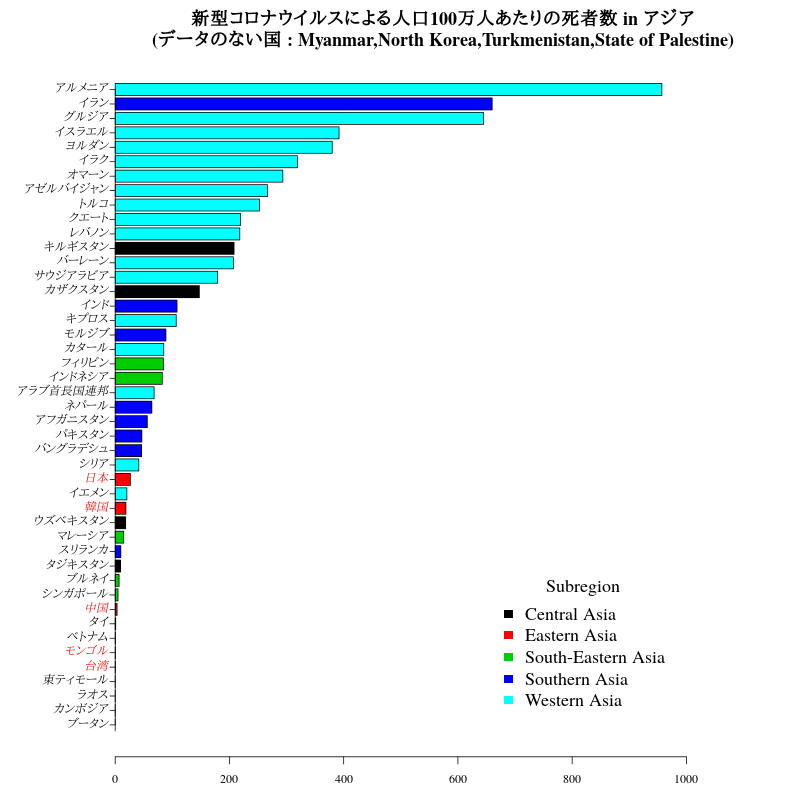 新型コロナウイルスによる人口100万人あたりの死者数 in アジア
(データのない国 : Myanmar,North Korea,Turkmenistan,State of Palestine)
アルメニア
イラン
グルジア
イスラエル
ヨルダン
イラク
オマーン
アゼルバイジャン
トルコ
クエート
レバノン
キルギスタン
バーレーン
サウジアラビア
カザクスタン
インド
キプロス
モルジブ
カタール
フィリピン
インドネシア
アラブ首長国連邦
ネパール
アフガニスタン
パキスタン
バングラデシュ
シリア
日本
イエメン
韓国
ウズベキスタン
マレーシア
スリランカ
タジキスタン
ブルネイ
シンガポール
中国
タイ
ベトナム
モンゴル
台湾
東ティモール
ラオス
カンボジア
ブータン
Subregion
Central Asia
Eastern Asia
South-Eastern Asia
Southern Asia
Western Asia
0 200 400 600 800 1000